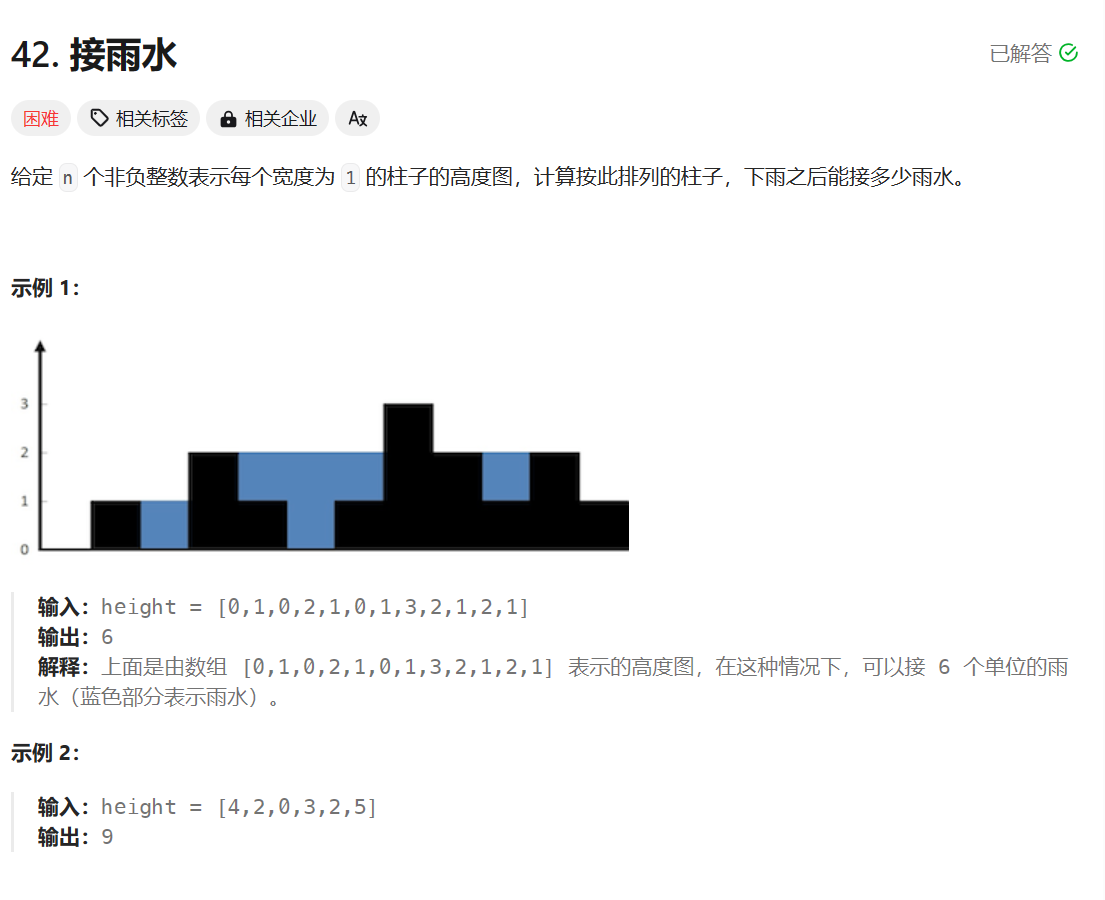 42. 接雨水
已解答
困难 相关标签 相关企业 A文
给定 n 个非负整数表示每个宽度为 1 的柱子的高度图，计算按此排列的柱子，下雨之后能接多少雨水。
示例 1：
3
2
1
0
输入：height = [0,1,0,2,1,0,1,3,2,1,2,1]
输出：6
解释：上面是由数组 [0,1,0,2,1,0,1,3,2,1,2,1] 表示的高度图，在这种情况下，可以接 6 个单位的雨
水（蓝色部分表示雨水）。
示例 2：
输入：height = [4,2,0,3,2,5]
输出：9